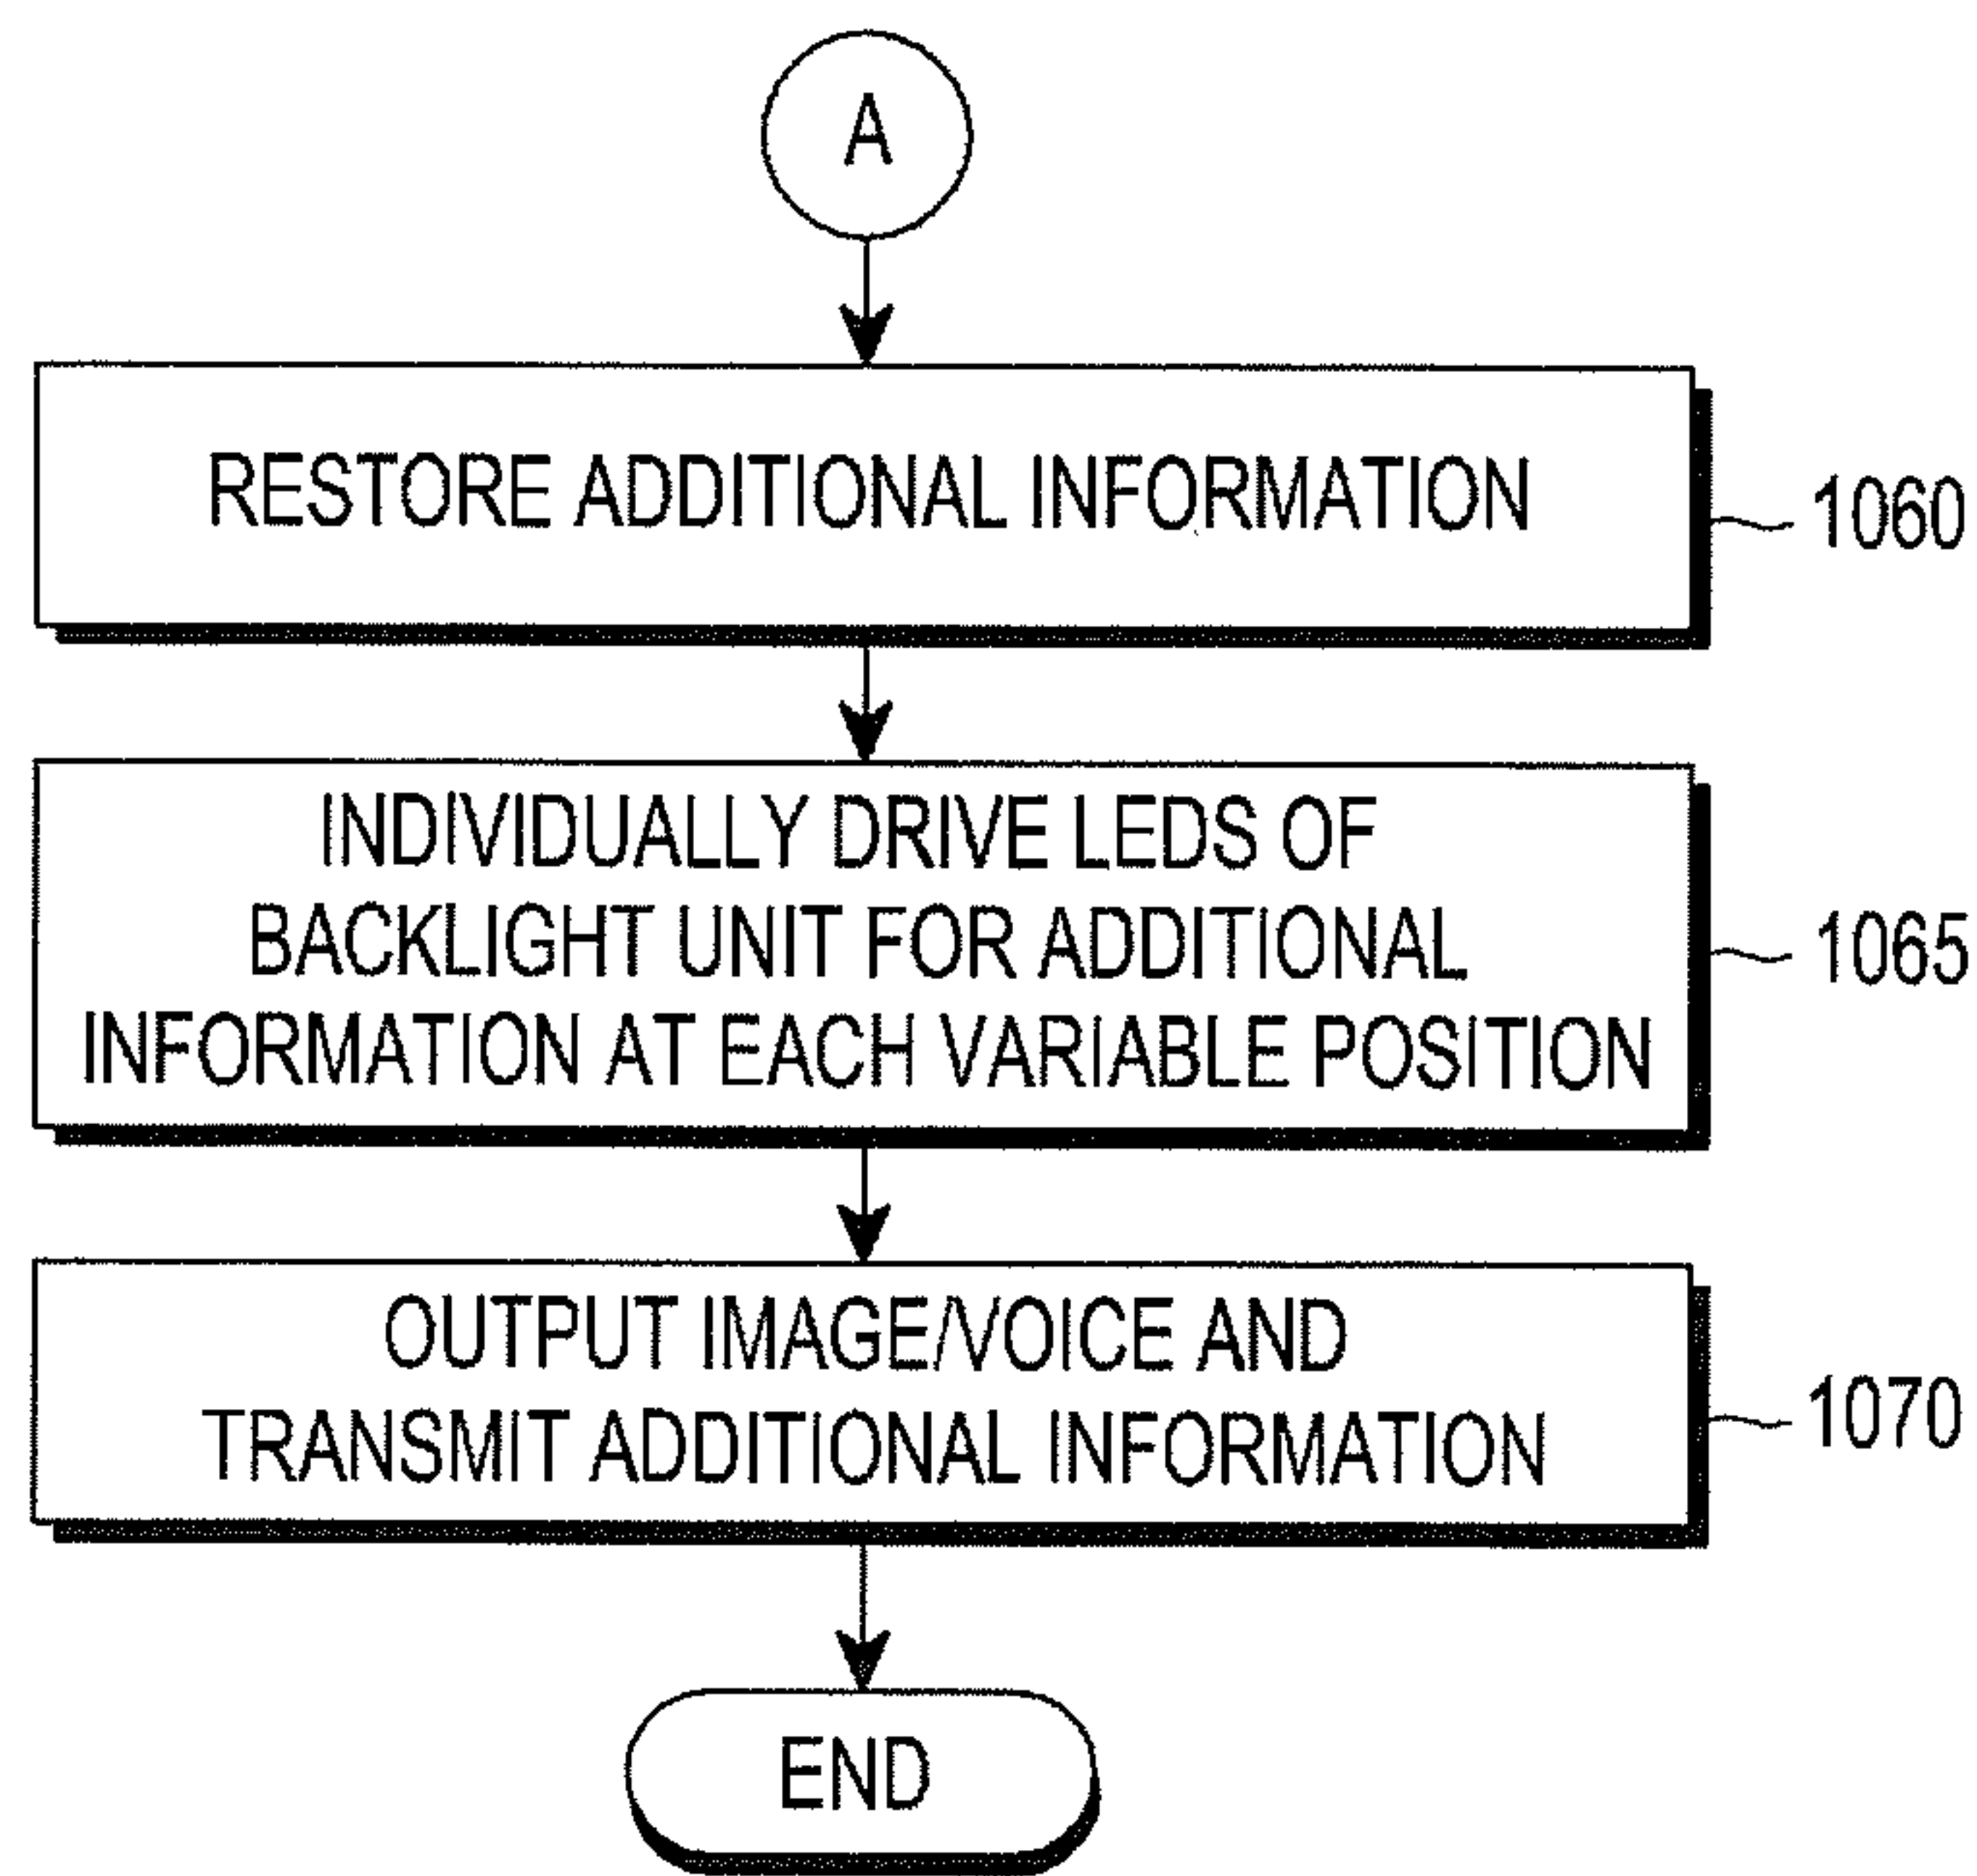 A
RESTORE ADDITIONAL INFORMATION
1060
INDIVIDUALLY DRIVE LEDS OF
BACKLIGHT UNIT FOR ADDITIONAL
INFORMATION AT EACH VARIABLE POSITION
1065
OUTPUT IMAGE/VOICE AND
TRANSMIT ADDITIONAL INFORMATION
1070
END